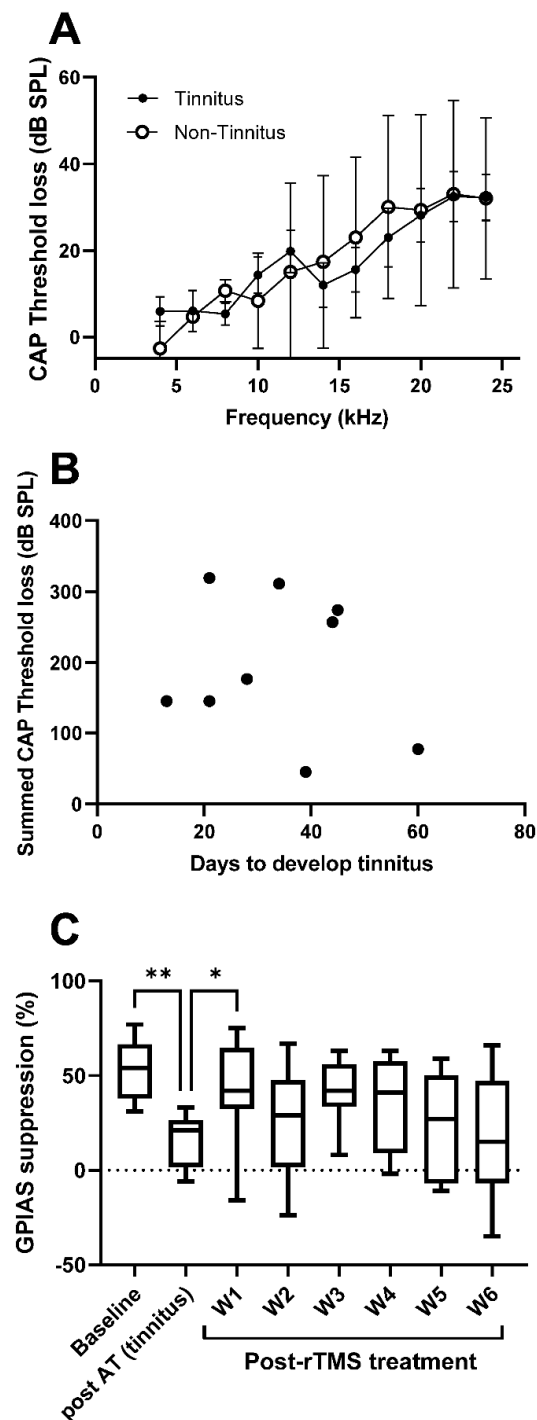 A
CAP Threshold loss (dB SPL)
60
40
20
0
Tinnitus
Non-Tinnitus
0 5 10 15 20 25
Frequency (kHz)
B
Summed CAP Threshold loss (dB SPL)
400
300
200
100
0
0 20 40 60 80
Days to develop tinnitus
C
GPIAS suppression (%)
100
50
0
-50
** *
Baseline
post AT (tinnitus)
W1 W2 W3 W4 W5 W6
Post-rTMS treatment